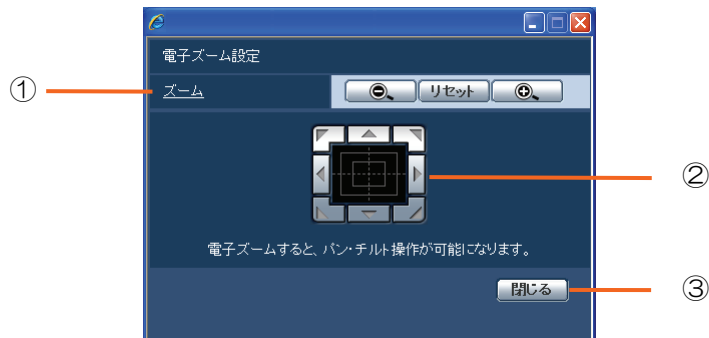 電子ズーム設定
① ズーム リセット
②
電子ズームすると、パン・チルト操作が可能になります。
閉じる ③